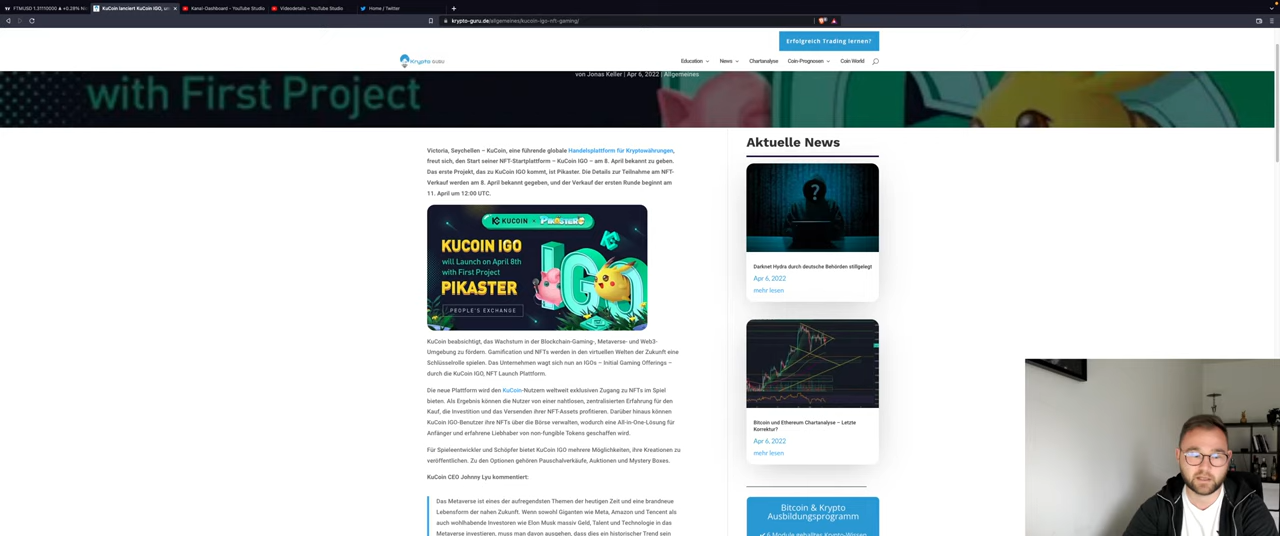 FTMUSD 1.31110000 ▲ +0.28%
KuCoin lanciert KuCoin IGO,
Kanal-Dashboard - YouTube Studio
Videodetails - YouTube Studio
Home / Twitter
krypto-guru.de/allgemeines/kucoin-igo-nft-gaming/
Erfolgreich Trading lernen?
Krypto GURU
Education
News
Chartanalyse
Coin-Prognosen
Coin World
von Jonas Keller | Apr 6, 2022 | Allgemeines
with First Project
Victoria, Seychellen – KuCoin, eine führende globale Handelsplattform für Kryptowährungen,
freut sich, den Start seiner NFT-Startplattform – KuCoin IGO – am 8. April bekannt zu geben.
Das erste Projekt, das zu KuCoin IGO kommt, ist Pikaster. Die Details zur Teilnahme am NFT-
Verkauf werden am 8. April bekannt gegeben, und der Verkauf der ersten Runde beginnt am
11. April um 12:00 UTC.
KUCOIN × PIKASTER
KUCOIN IGO
will Launch on April 8th
with First Project
PIKASTER
PEOPLE'S EXCHANGE
IGO
KuCoin beabsichtigt, das Wachstum in der Blockchain-Gaming-, Metaverse- und Web3-
Umgebung zu fördern. Gamification und NFTs werden in den virtuellen Welten der Zukunft eine
Schlüsselrolle spielen. Das Unternehmen wagt sich nun an IGOs – Initial Gaming Offerings –
durch die KuCoin IGO, NFT Launch Plattform.
Die neue Plattform wird den KuCoin-Nutzern weltweit exklusiven Zugang zu NFTs im Spiel
bieten. Als Ergebnis können die Nutzer von einer nahtlosen, zentralisierten Erfahrung für den
Kauf, die Investition und das Versenden ihrer NFT-Assets profitieren. Darüber hinaus können
KuCoin IGO-Benutzer ihre NFTs über die Börse verwalten, wodurch eine All-in-One-Lösung für
Anfänger und erfahrene Liebhaber von non-fungible Tokens geschaffen wird.
Für Spieleentwickler und Schöpfer bietet KuCoin IGO mehrere Möglichkeiten, ihre Kreationen zu
veröffentlichen. Zu den Optionen gehören Pauschalverkäufe, Auktionen und Mystery Boxes.
KuCoin CEO Johnny Lyu kommentiert:
Das Metaverse ist eines der aufregendsten Themen der heutigen Zeit und eine brandneue
Lebensform der nahen Zukunft. Wenn sowohl Giganten wie Meta, Amazon und Tencent als
auch wohlhabende Investoren wie Elon Musk massiv Geld, Talent und Technologie in das
Metaverse investieren, muss man davon ausgehen, dass dies ein historischer Trend sein
Aktuelle News
?
Darknet Hydra durch deutsche Behörden stillgelegt
Apr 6, 2022
mehr lesen
Bitcoin und Ethereum Chartanalyse – Letzte
Korrektur?
Apr 6, 2022
mehr lesen
Bitcoin & Krypto
Ausbildungsprogramm
✓ 6 Module geballtes Krypto-Wissen